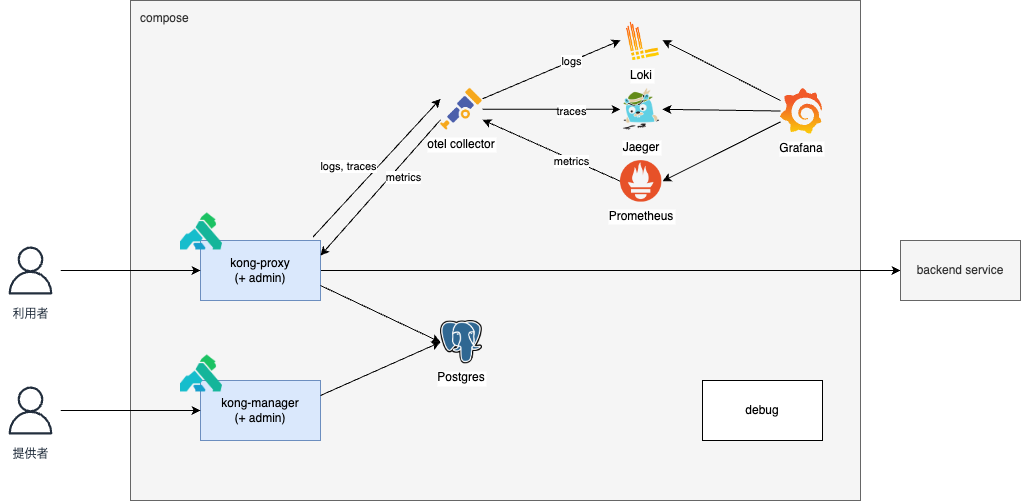 compose
logs
Loki
otel collector
traces
Jaeger
Grafana
logs, traces
metrics
metrics
Prometheus
kong-proxy
(+ admin)
backend service
利用者
Postgres
kong-manager
(+ admin)
debug
提供者